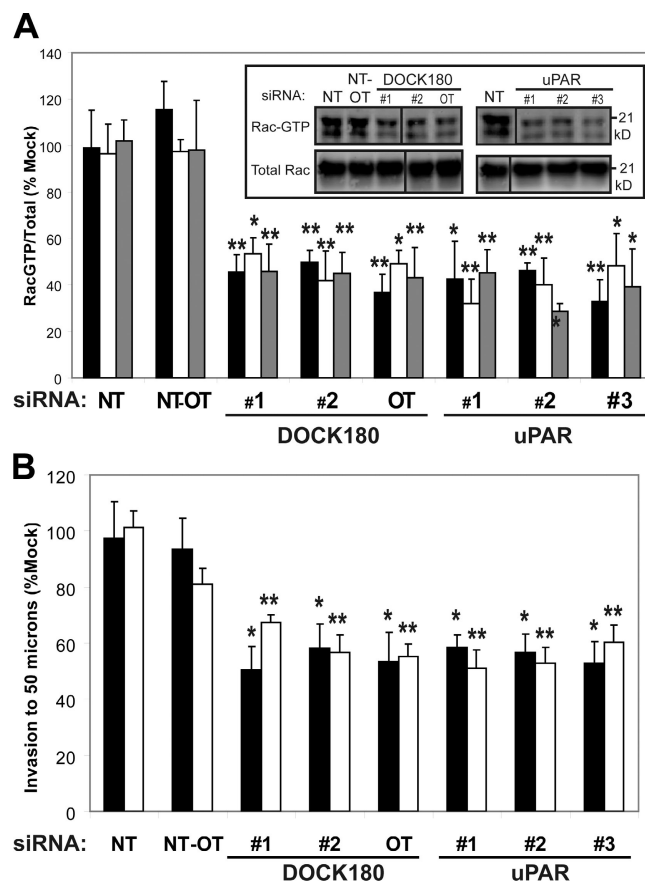 A
RacGTP/Total (% Mock)
140
120
100
80
60
40
20
0
siRNA:
NT
NT-OT
DOCK180
#1
#2
OT
uPAR
NT
#1
#2
#3
Rac-GTP
21
kD
Total Rac
21
kD
** * **
** ** **
** * **
* ** **
** ** *
** * *
siRNA: NT NT-OT #1 #2 OT #1 #2 #3
DOCK180 uPAR
B
Invasion to 50 microns (%Mock)
120
100
80
60
40
20
0
* **
* **
* **
* **
* **
* **
siRNA: NT NT-OT #1 #2 OT #1 #2 #3
DOCK180 uPAR